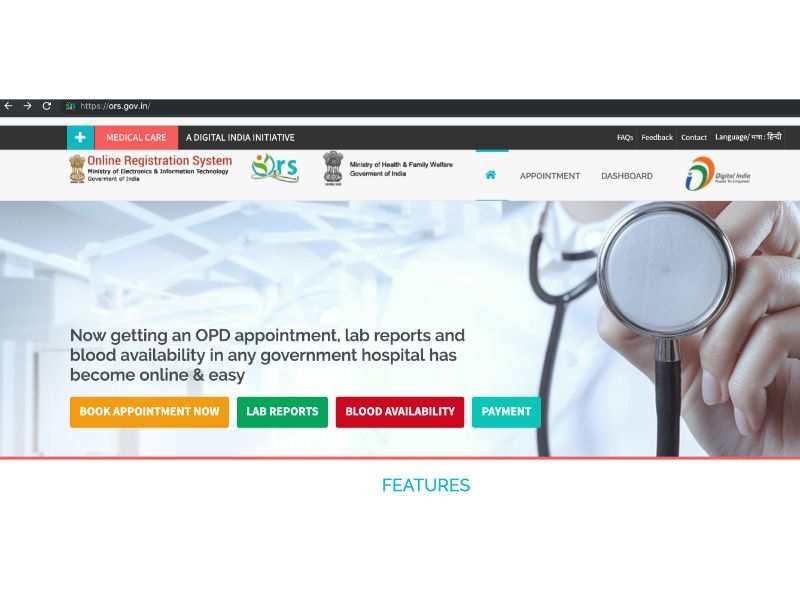 https://ors.gov.in/
MEDICAL CARE
A DIGITAL INDIA INITIATIVE
FAQs
Feedback
Contact
Language/ भाषा : हिन्दी
Online Registration System
Ministry of Electronics & Information Technology
Goverment of India
Ors
Ministry of Health & Family Welfare
Goverment of India
APPOINTMENT
DASHBOARD
Digital India
Power To Empower
Now getting an OPD appointment, lab reports and
blood availability in any government hospital has
become online & easy
BOOK APPOINTMENT NOW
LAB REPORTS
BLOOD AVAILABILITY
PAYMENT
FEATURES